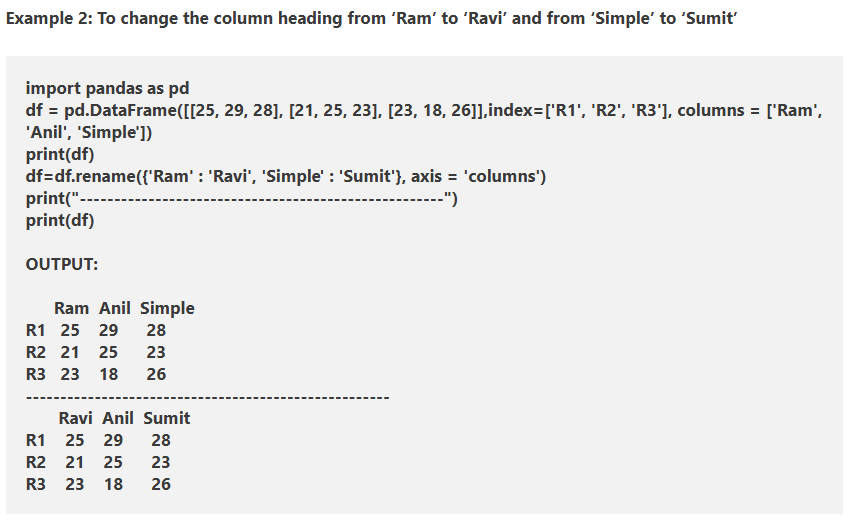 Example 2: To change the column heading from ‘Ram’ to ‘Ravi’ and from ‘Simple’ to ‘Sumit’
import pandas as pd
df = pd.DataFrame([[25, 29, 28], [21, 25, 23], [23, 18, 26]],index=['R1', 'R2', 'R3'], columns = ['Ram',
'Anil', 'Simple'])
print(df)
df=df.rename({'Ram' : 'Ravi', 'Simple' : 'Sumit'}, axis = 'columns')
print("-----------------------------------------------------")
print(df)
OUTPUT:
Ram Anil Simple
R1 25 29 28
R2 21 25 23
R3 23 18 26
-----------------------------------------------------
Ravi Anil Sumit
R1 25 29 28
R2 21 25 23
R3 23 18 26